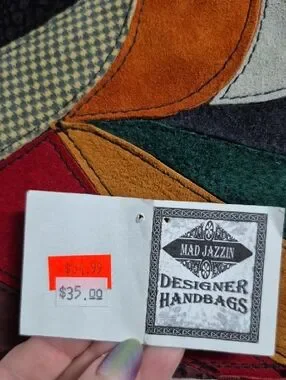 $35.00
MAD JAZZIN
DESIGNER
HANDBAGS